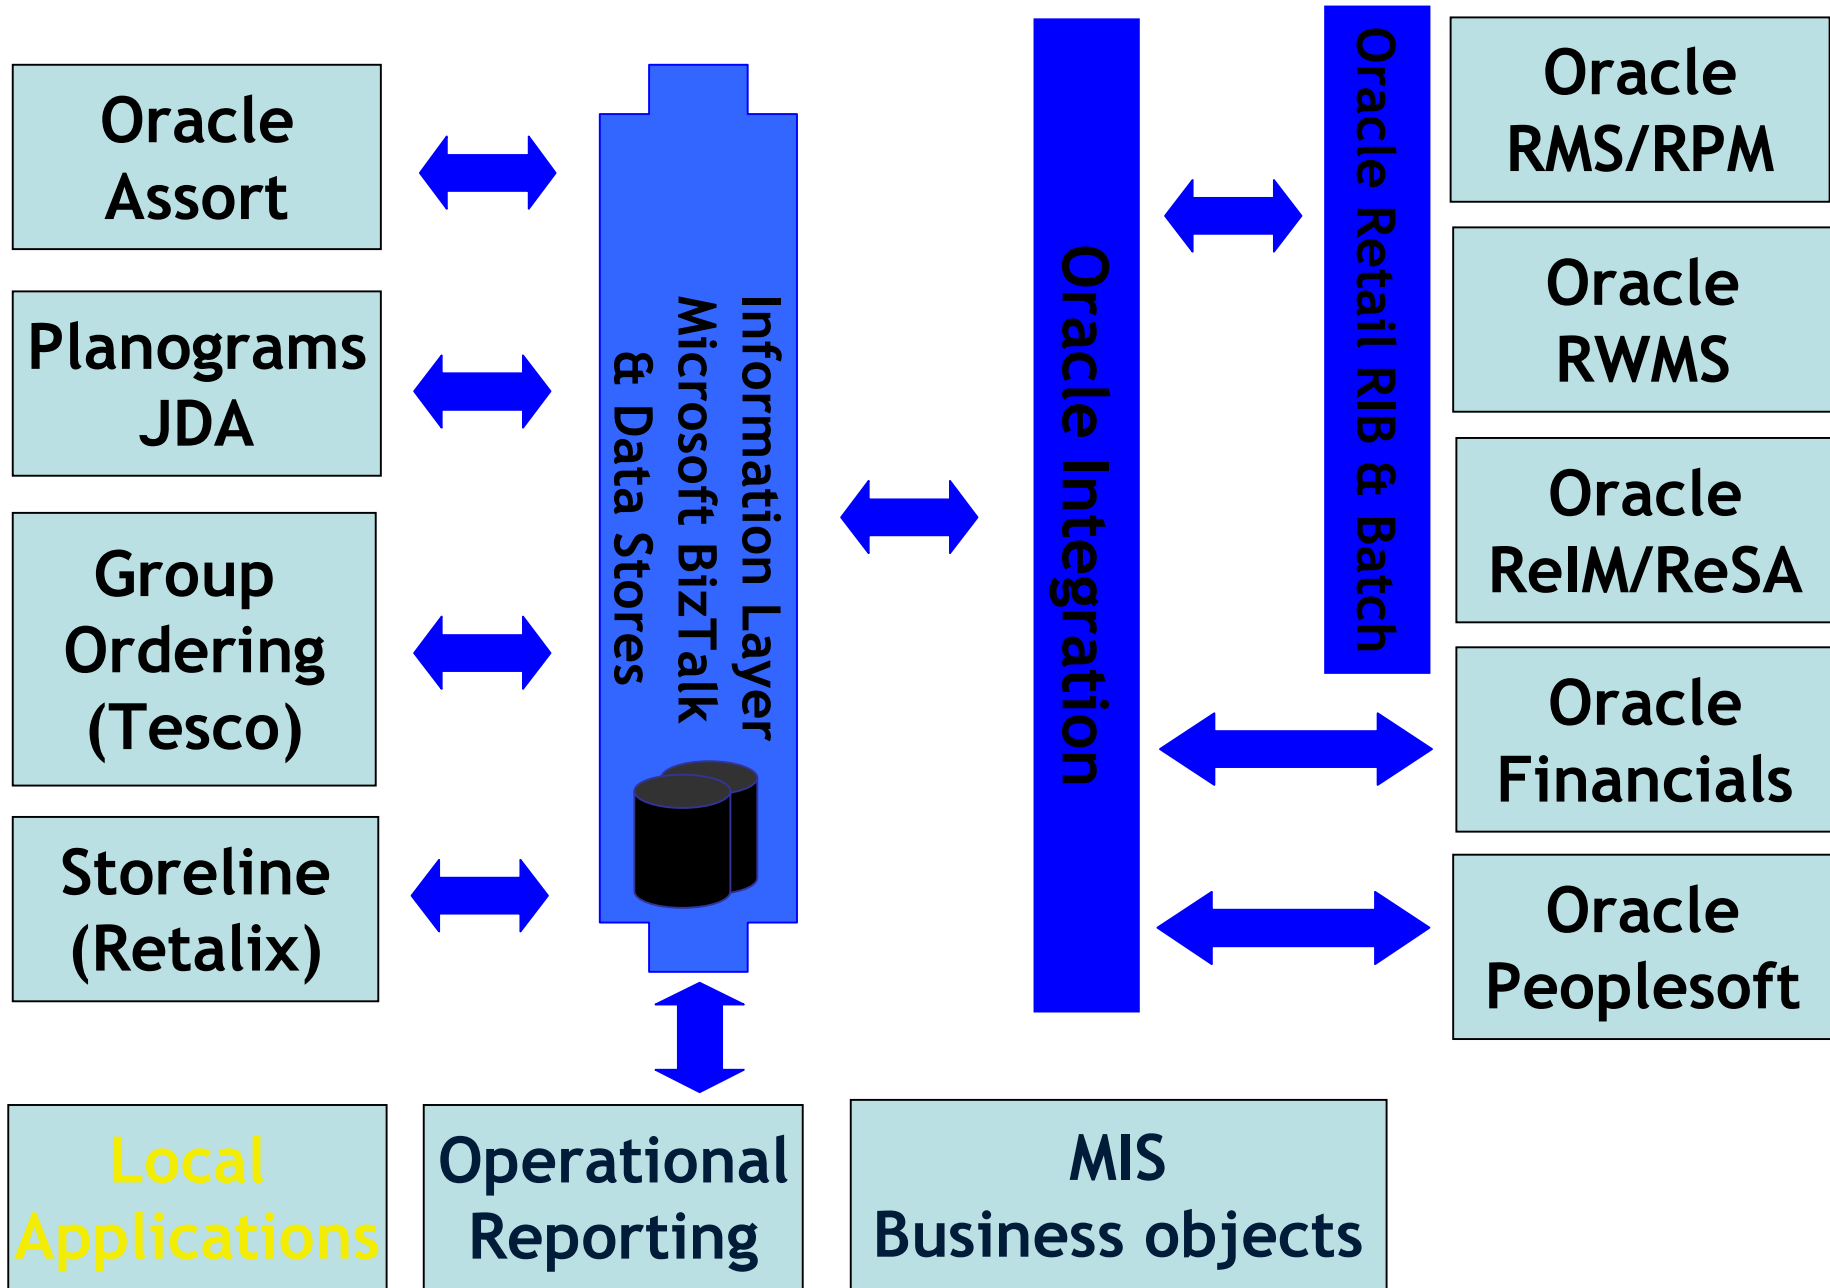 Oracle
Assort
Planograms
JDA
Group
Ordering
(Tesco)
Storeline
(Retalix)
Local
Applications
Information Layer
Microsoft BizTalk
& Data Stores
Operational
Reporting
Oracle Integration
MIS
Business objects
Oracle Retail RIB & Batch
Oracle
RMS/RPM
Oracle
RWMS
Oracle
ReIM/ReSA
Oracle
Financials
Oracle
Peoplesoft